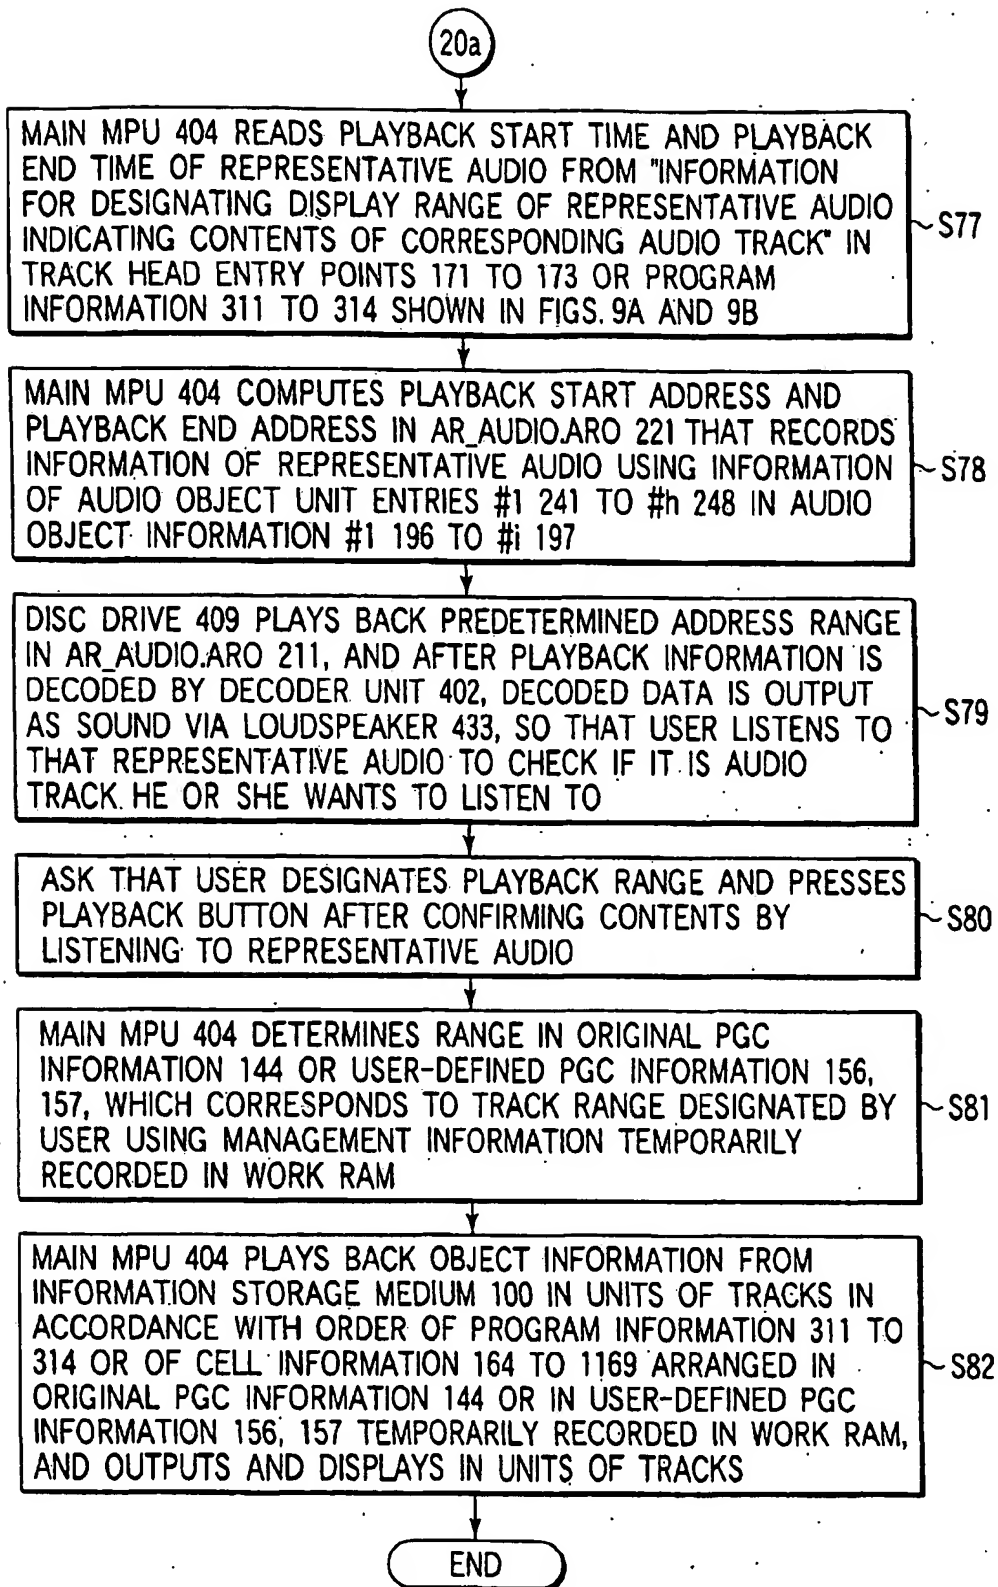 20a
MAIN MPU 404 READS PLAYBACK START TIME AND PLAYBACK
END TIME OF REPRESENTATIVE AUDIO FROM "INFORMATION
FOR DESIGNATING DISPLAY RANGE OF REPRESENTATIVE AUDIO
INDICATING CONTENTS OF CORRESPONDING AUDIO TRACK" IN
TRACK HEAD ENTRY POINTS 171 TO 173 OR PROGRAM
INFORMATION 311 TO 314 SHOWN IN FIGS. 9A AND 9B
S77
MAIN MPU 404 COMPUTES PLAYBACK START ADDRESS AND
PLAYBACK END ADDRESS IN AR_AUDIO.ARO 221 THAT RECORDS
INFORMATION OF REPRESENTATIVE AUDIO USING INFORMATION
OF AUDIO OBJECT UNIT ENTRIES #1 241 TO #h 248 IN AUDIO
OBJECT INFORMATION #1 196 TO #i 197
S78
DISC DRIVE 409 PLAYS BACK PREDETERMINED ADDRESS RANGE
IN AR_AUDIO.ARO 211, AND AFTER PLAYBACK INFORMATION IS
DECODED BY DECODER UNIT 402, DECODED DATA IS OUTPUT
AS SOUND VIA LOUDSPEAKER 433, SO THAT USER LISTENS TO
THAT REPRESENTATIVE AUDIO TO CHECK IF IT IS AUDIO
TRACK HE OR SHE WANTS TO LISTEN TO
S79
ASK THAT USER DESIGNATES PLAYBACK RANGE AND PRESSES
PLAYBACK BUTTON AFTER CONFIRMING CONTENTS BY
LISTENING TO REPRESENTATIVE AUDIO
S80
MAIN MPU 404 DETERMINES RANGE IN ORIGINAL PGC
INFORMATION 144 OR USER-DEFINED PGC INFORMATION 156,
157, WHICH CORRESPONDS TO TRACK RANGE DESIGNATED BY
USER USING MANAGEMENT INFORMATION TEMPORARILY
RECORDED IN WORK RAM
S81
MAIN MPU 404 PLAYS BACK OBJECT INFORMATION FROM
INFORMATION STORAGE MEDIUM 100 IN UNITS OF TRACKS IN
ACCORDANCE WITH ORDER OF PROGRAM INFORMATION 311 TO
314 OR OF CELL INFORMATION 164 TO 1169 ARRANGED IN
ORIGINAL PGC INFORMATION 144 OR IN USER-DEFINED PGC
INFORMATION 156, 157 TEMPORARILY RECORDED IN WORK RAM,
AND OUTPUTS AND DISPLAYS IN UNITS OF TRACKS
S82
END